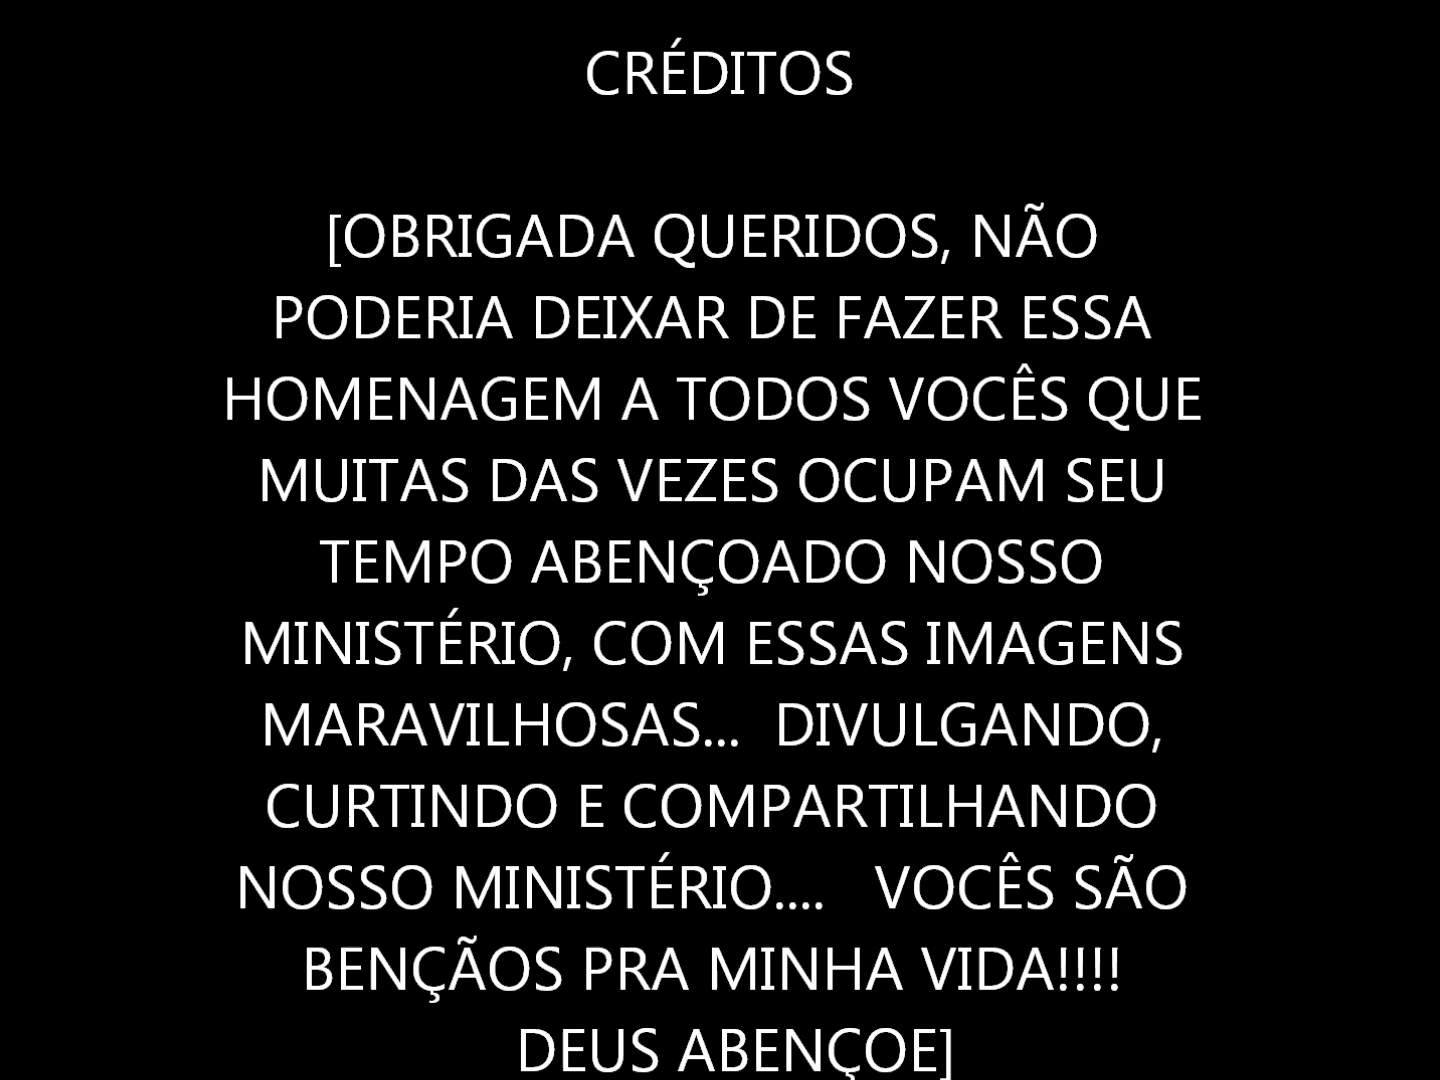 CRÉDITOS
[OBRIGADA QUERIDOS, NÃO
PODERIA DEIXAR DE FAZER ESSA
HOMENAGEM A TODOS VOCÊS QUE
MUITAS DAS VEZES OCUPAM SEU
TEMPO ABENÇOADO NOSSO
MINISTÉRIO, COM ESSAS IMAGENS
MARAVILHOSAS...  DIVULGANDO,
CURTINDO E COMPARTILHANDO
NOSSO MINISTÉRIO....   VOCÊS SÃO
BENÇÃOS PRA MINHA VIDA!!!!
DEUS ABENÇOE]